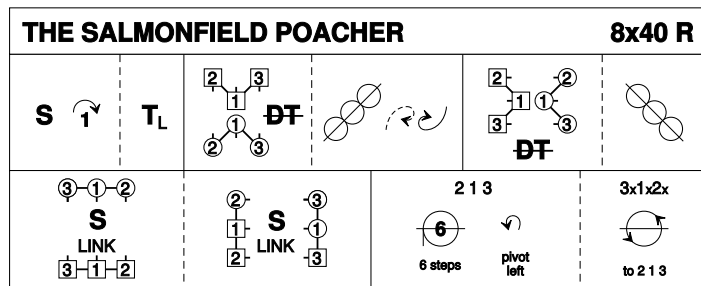 THE SALMONFIELD POACHER 8x40 R
S 1 T L
2 3
1
1
2 3
DT
2 2
1 1
3 3
DT
3 1 2
S
LINK
3 1 2
2 3
1 S 1
LINK
2 3
2 1 3
6
6 steps
pivot
left
3x1x2x
to 2 1 3